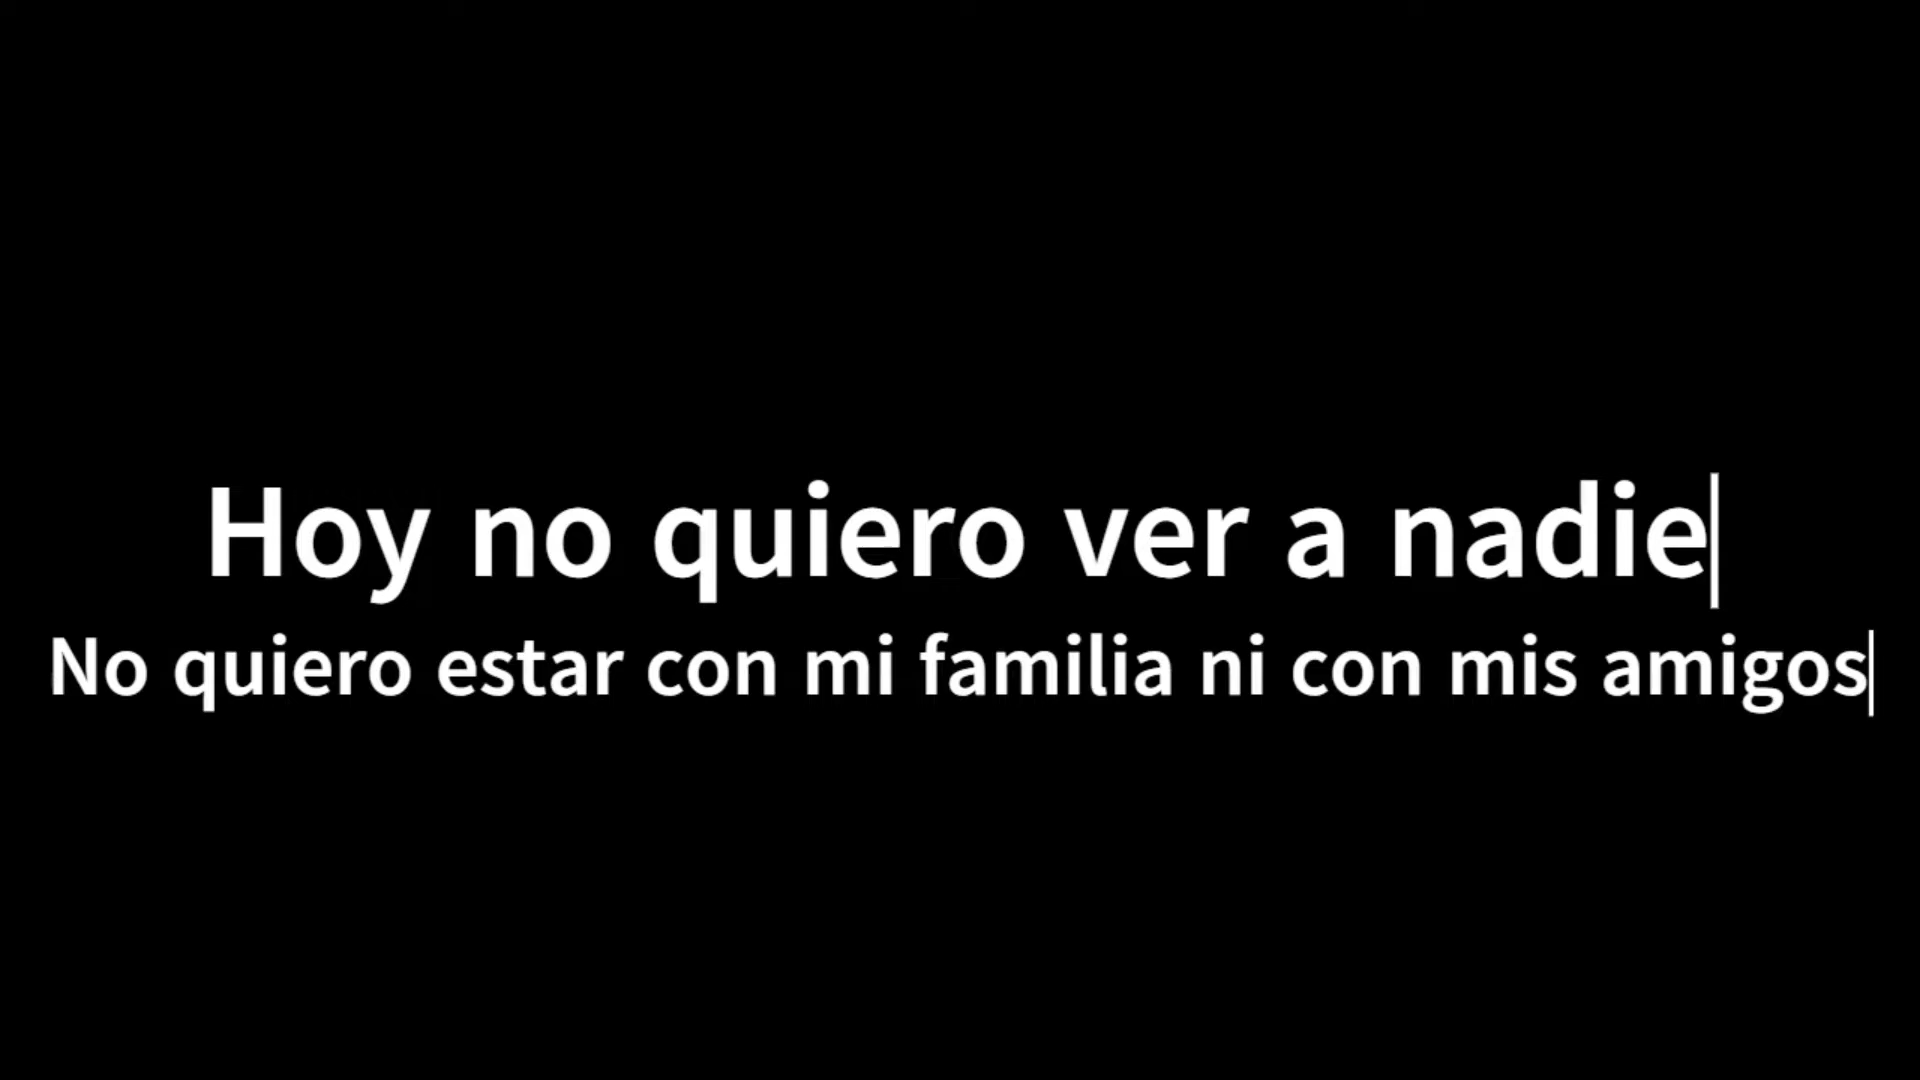 Hoy no quiero ver a nadie
No quiero estar con mi familia ni con mis amigos